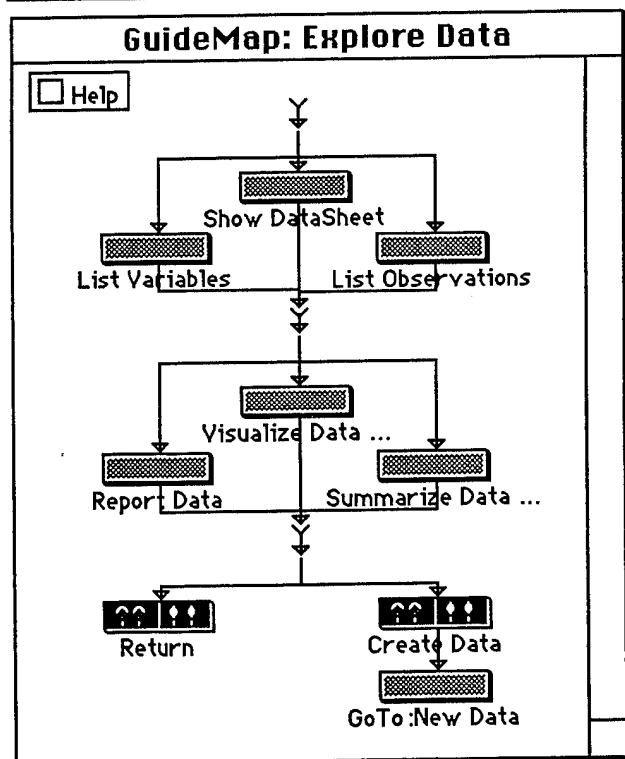 GuideMap: Explore Data
Help
Show DataSheet
List Variables
List Observations
Visualize Data ...
Report Data
Summarize Data ...
Return
Create Data
GoTo :New Data